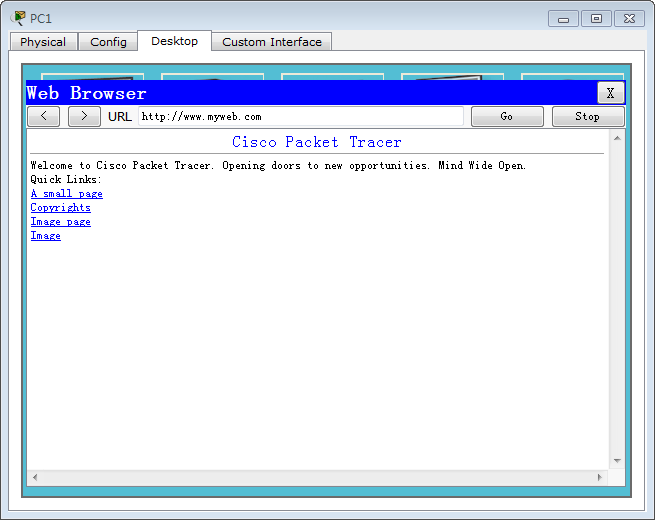 PC1
Physical Config Desktop Custom Interface
Web Browser X
< > URL http://www.myweb.com Go Stop
Cisco Packet Tracer
Welcome to Cisco Packet Tracer. Opening doors to new opportunities. Mind Wide Open.
Quick Links:
A small page
Copyrights
Image page
Image